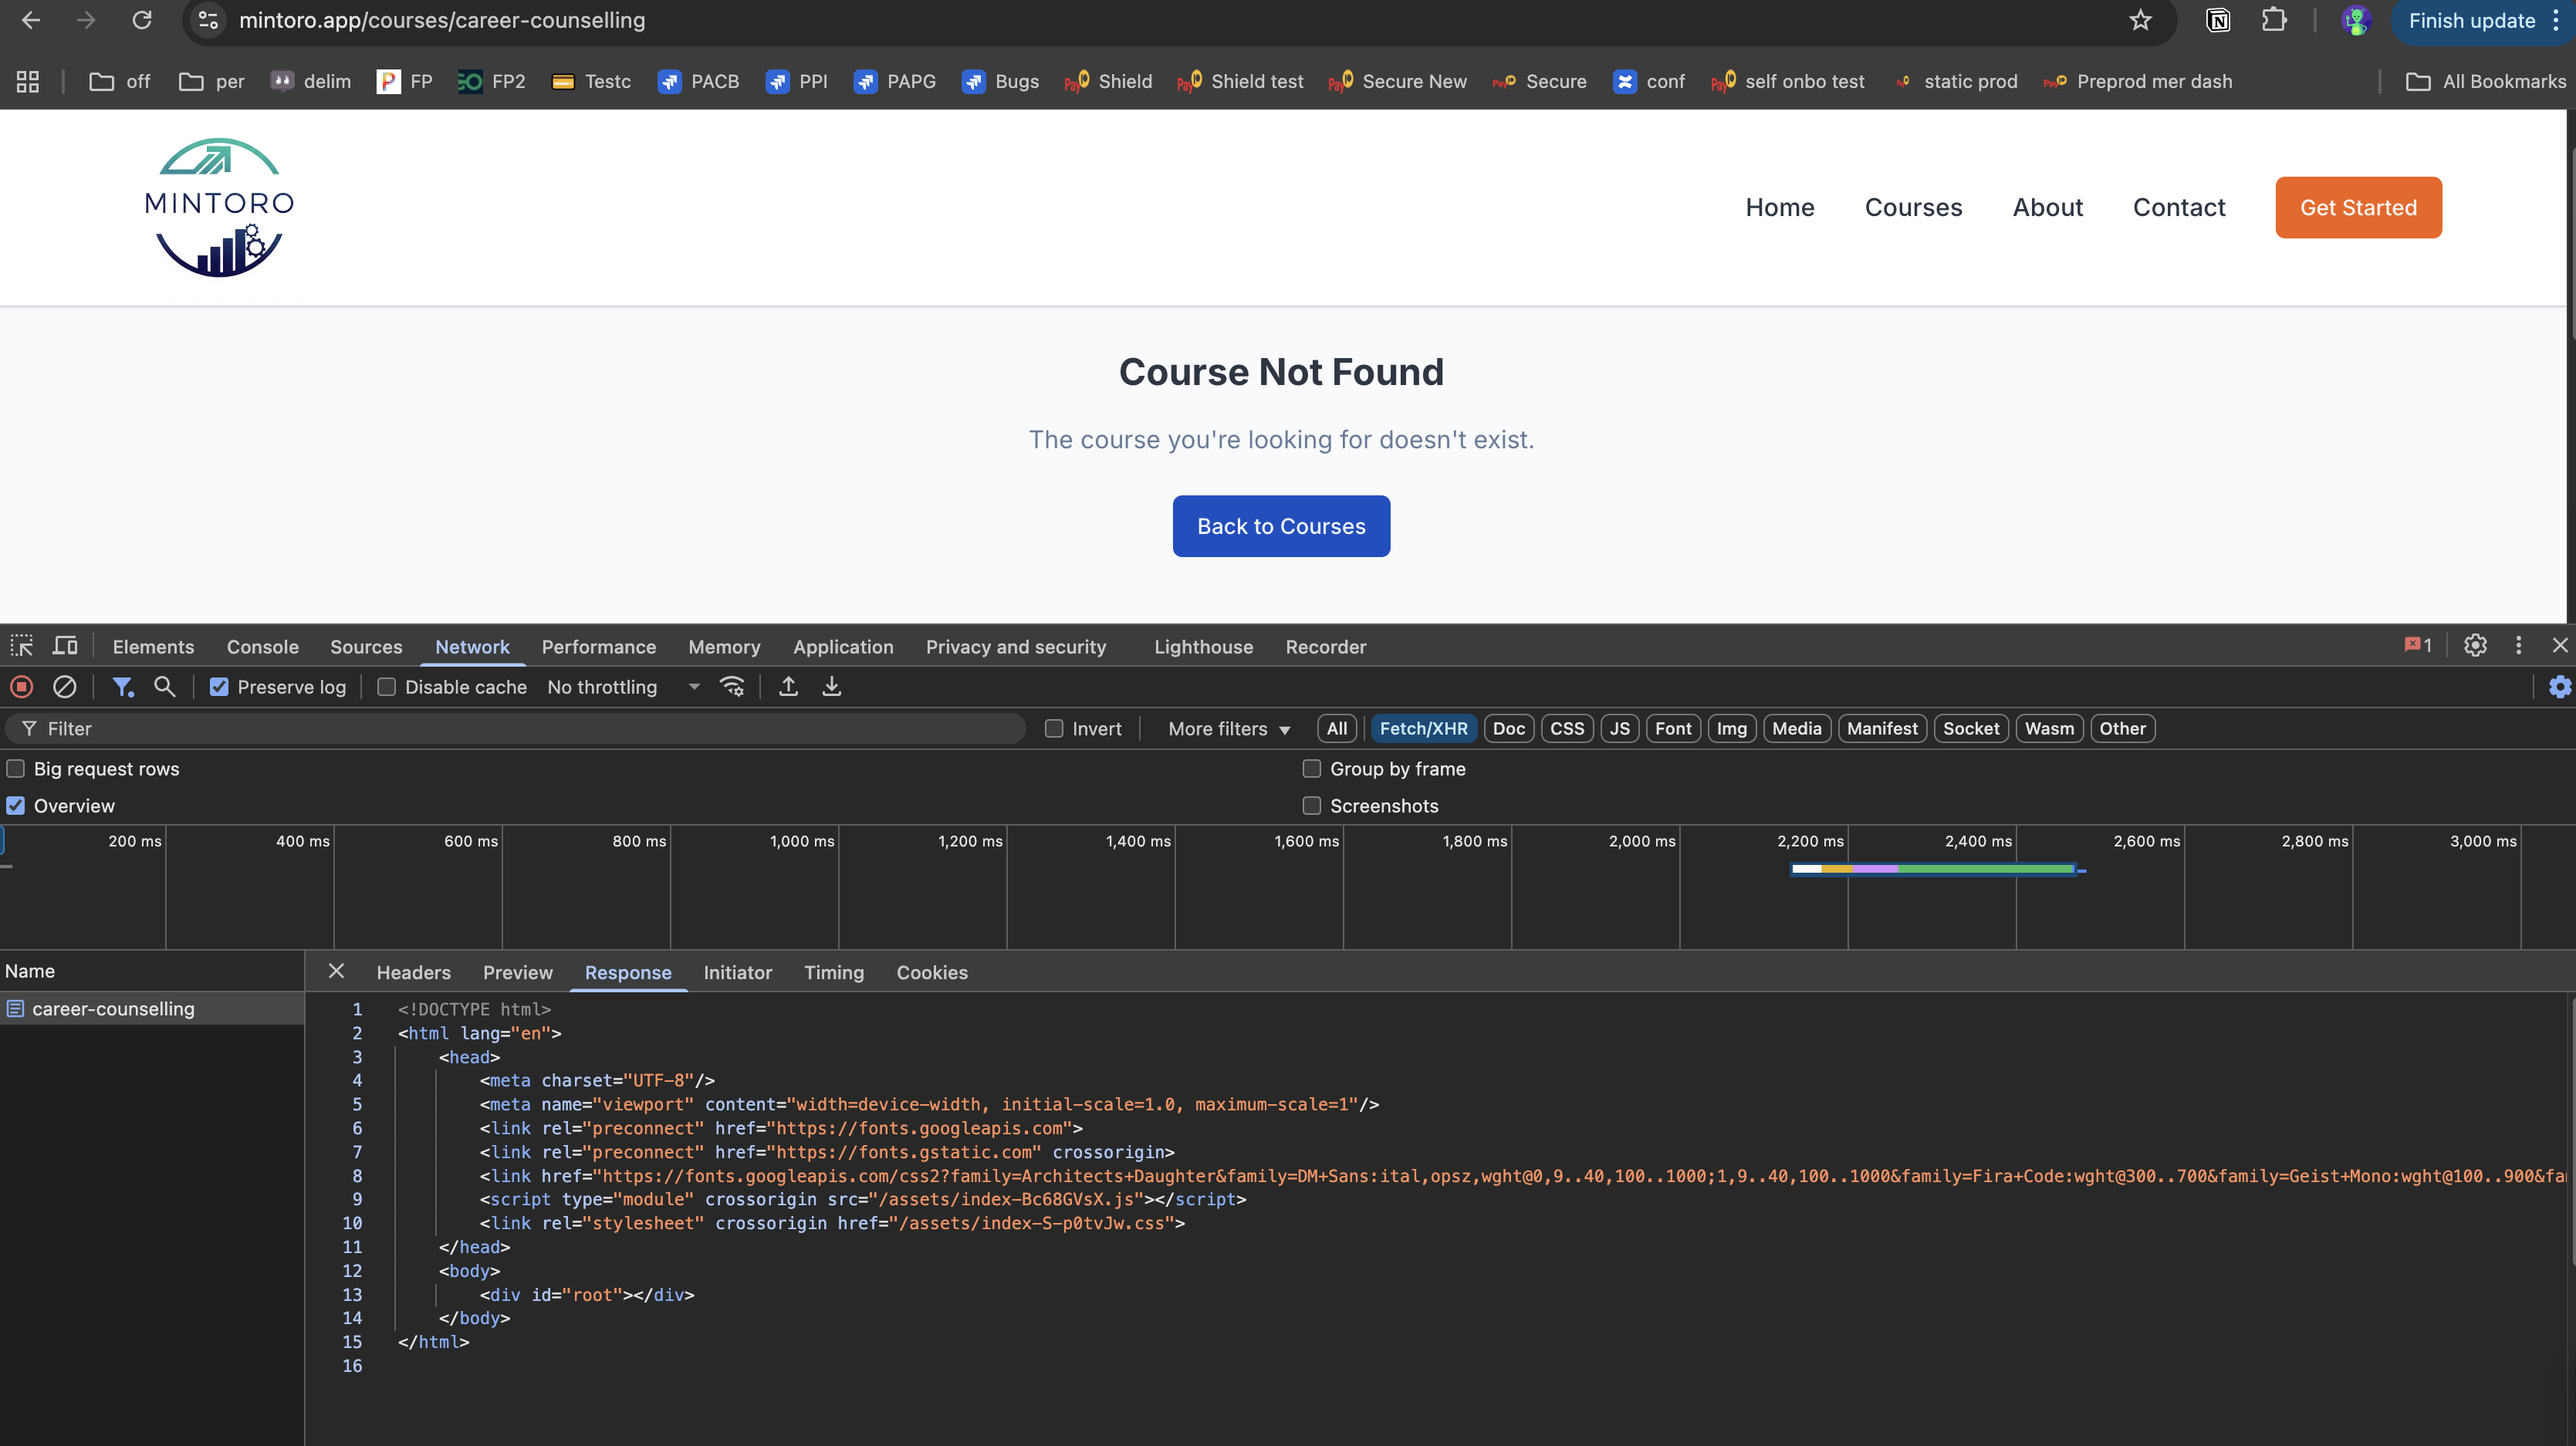 mintoro.app/courses/career-counselling
Finish update
off per delim FP FP2 Testc PACB PPI PAPG Bugs Shield Shield test Secure New Secure conf self onbo test static prod Preprod mer dash All Bookmarks
MINTORO
Home Courses About Contact Get Started
Course Not Found
The course you're looking for doesn't exist.
Back to Courses
Elements Console Sources Network Performance Memory Application Privacy and security Lighthouse Recorder 1
Preserve log Disable cache No throttling
Filter Invert More filters All Fetch/XHR Doc CSS JS Font Img Media Manifest Socket Wasm Other
Big request rows Group by frame
Overview Screenshots
200 ms 400 ms 600 ms 800 ms 1,000 ms 1,200 ms 1,400 ms 1,600 ms 1,800 ms 2,000 ms 2,200 ms 2,400 ms 2,600 ms 2,800 ms 3,000 ms
Name Headers Preview Response Initiator Timing Cookies
career-counselling
1 <!DOCTYPE html>
2 <html lang="en">
3 <head>
4 <meta charset="UTF-8"/>
5 <meta name="viewport" content="width=device-width, initial-scale=1.0, maximum-scale=1"/>
6 <link rel="preconnect" href="https://fonts.googleapis.com">
7 <link rel="preconnect" href="https://fonts.gstatic.com" crossorigin>
8 <link href="https://fonts.googleapis.com/css2?family=Architects+Daughter&family=DM+Sans:ital,opsz,wght@0,9..40,100..1000;1,9..40,100..1000&family=Fira+Code:wght@300..700&family=Geist+Mono:wght@100..900&fa
9 <script type="module" crossorigin src="/assets/index-Bc68GVsX.js"></script>
10 <link rel="stylesheet" crossorigin href="/assets/index-S-p0tvJw.css">
11 </head>
12 <body>
13 <div id="root"></div>
14 </body>
15 </html>
16